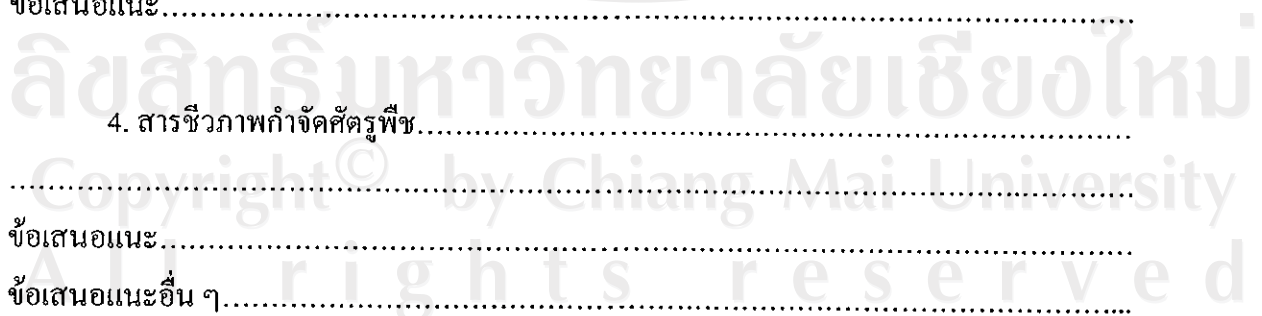 ข้อเสนอแนะ........................................................................................................
ลิขสิทธิ์มหาวิทยาลัยเชียงใหม่
4. สารชีวภาพกำจัดศัตรูพืช............................................................................
Copyright© by Chiang Mai University
........................................................................................................................
ข้อเสนอแนะ........................................................................................................
All rights reserved
ข้อเสนอแนะอื่น ๆ................................................................................................